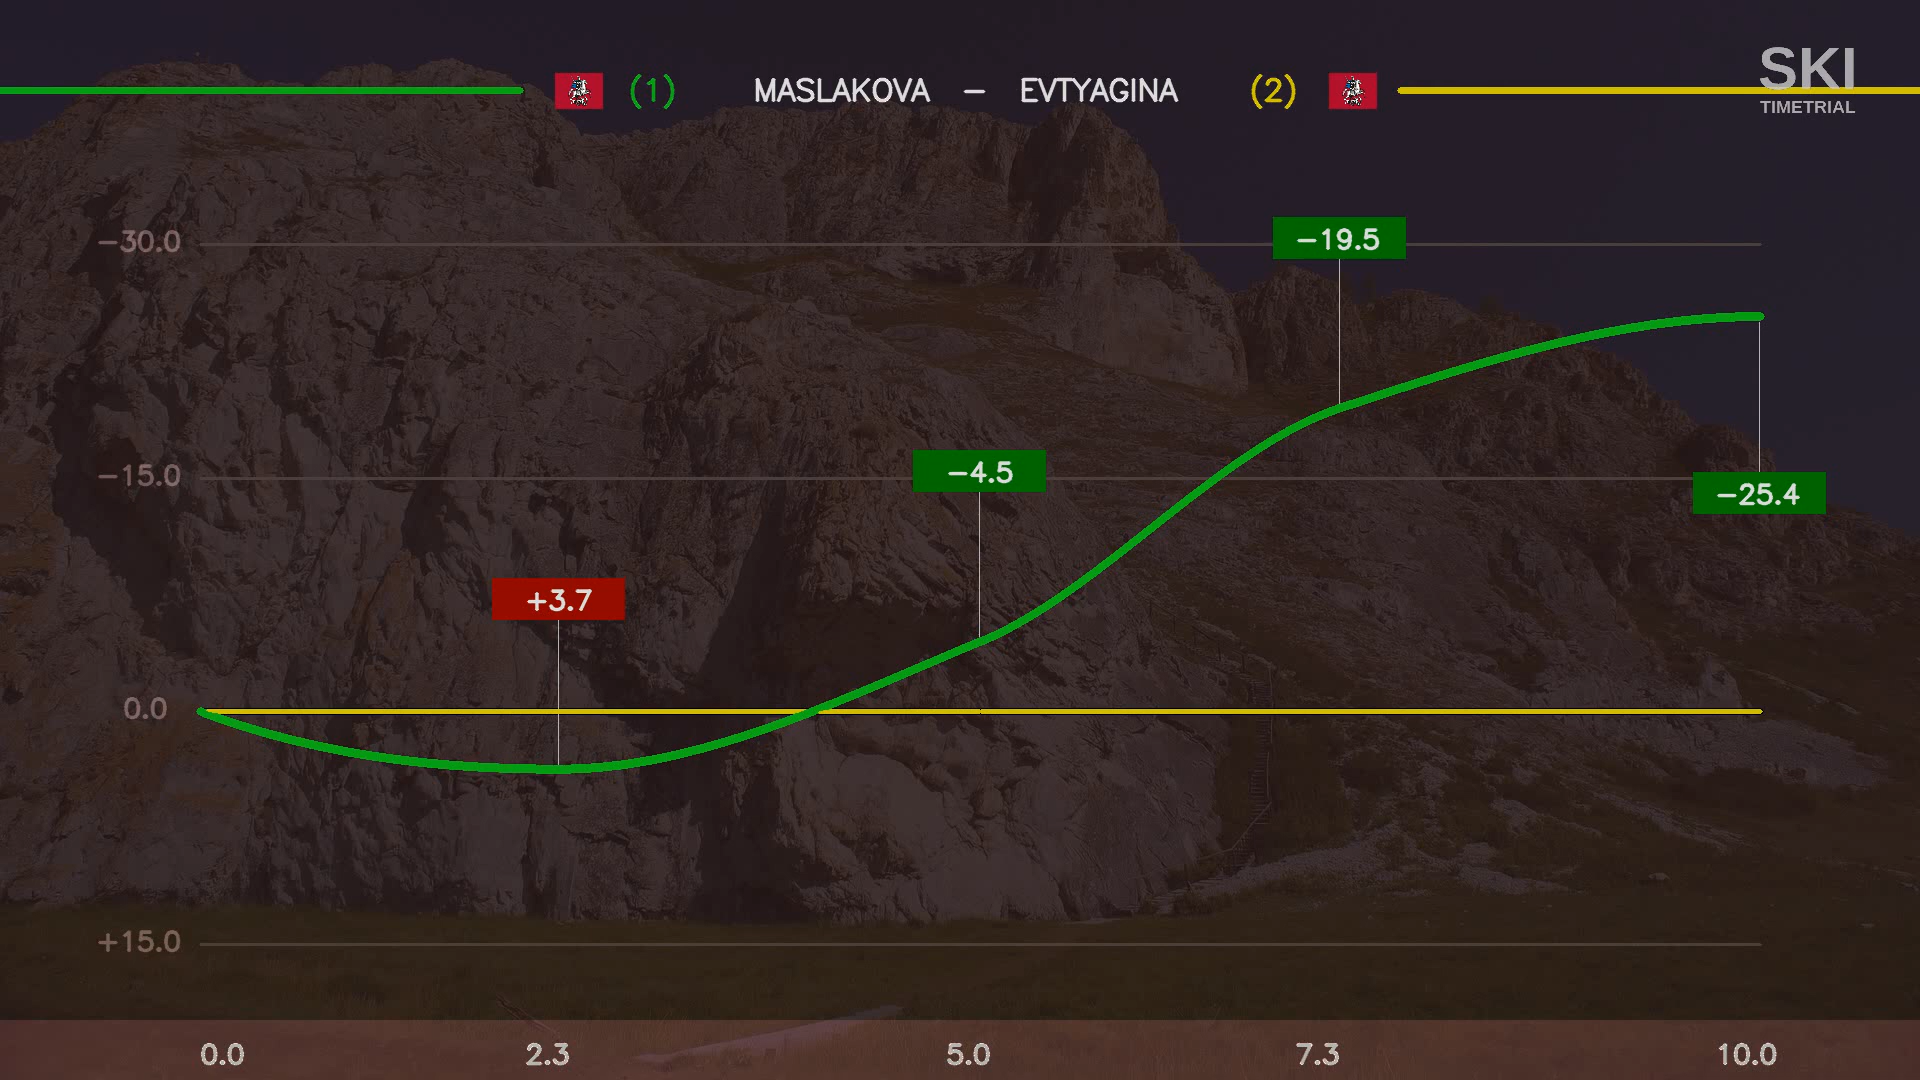 (1) MASLAKOVA – EVTYAGINA (2)
SKI
TIMETRIAL
−30.0
−19.5
−15.0
−4.5
−25.4
+3.7
0.0
+15.0
0.0 2.3 5.0 7.3 10.0